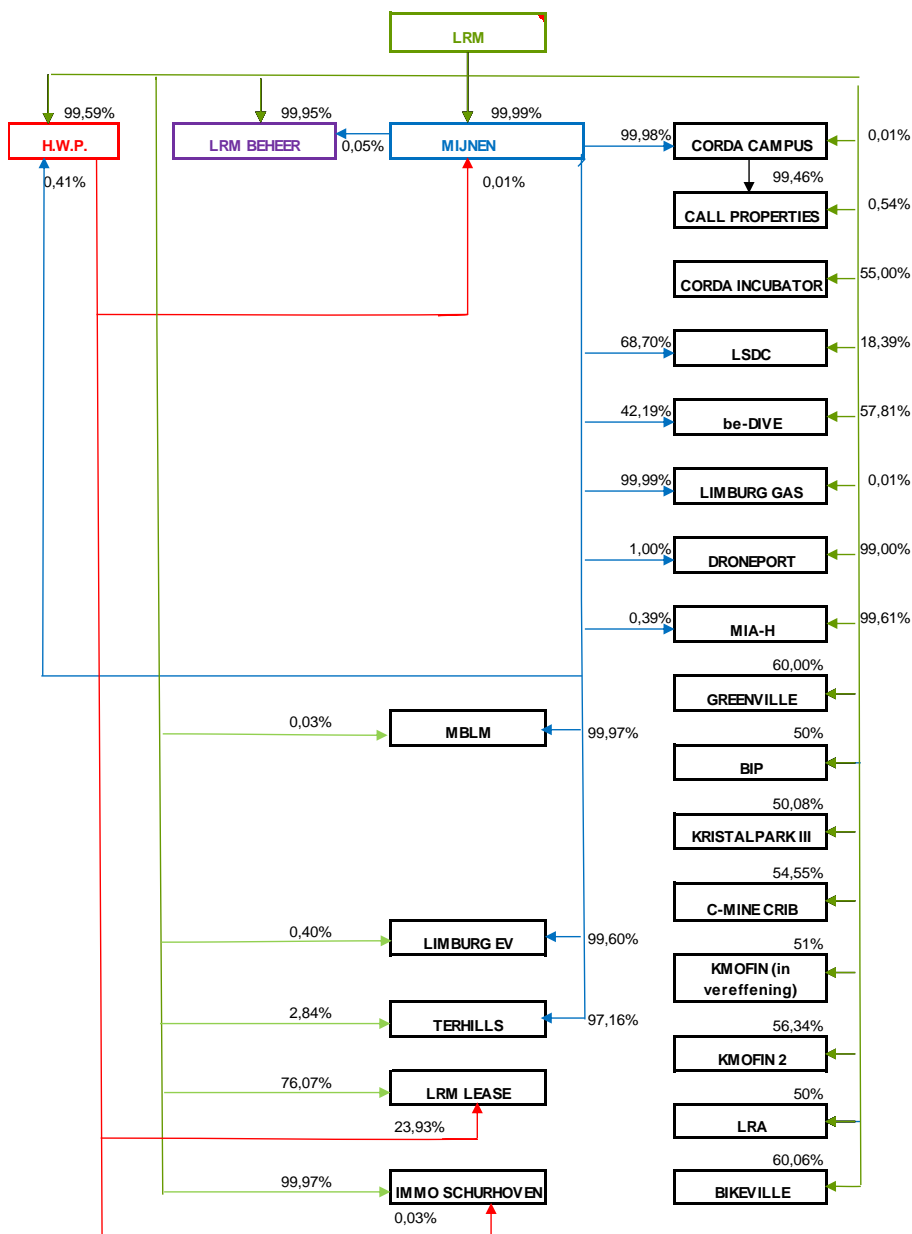 LRM
99,59%
99,95%
99,99%
H.W.P.
LRM BEHEER
0,05%
MIJNEN
99,98%
CORDA CAMPUS
0,01%
0,41%
0,01%
99,46%
CALL PROPERTIES
0,54%
CORDA INCUBATOR
55,00%
68,70%
LSDC
18,39%
42,19%
be-DIVE
57,81%
99,99%
LIMBURG GAS
0,01%
1,00%
DRONEPORT
99,00%
0,39%
MIA-H
99,61%
60,00%
GREENVILLE
0,03%
MBLM
99,97%
50%
BIP
50,08%
KRISTALPARK III
54,55%
C-MINE CRIB
0,40%
LIMBURG EV
99,60%
51%
KMOFIN (in
vereffening)
2,84%
TERHILLS
97,16%
56,34%
KMOFIN 2
76,07%
LRM LEASE
50%
LRA
23,93%
60,06%
BIKEVILLE
99,97%
IMMO SCHURHOVEN
0,03%